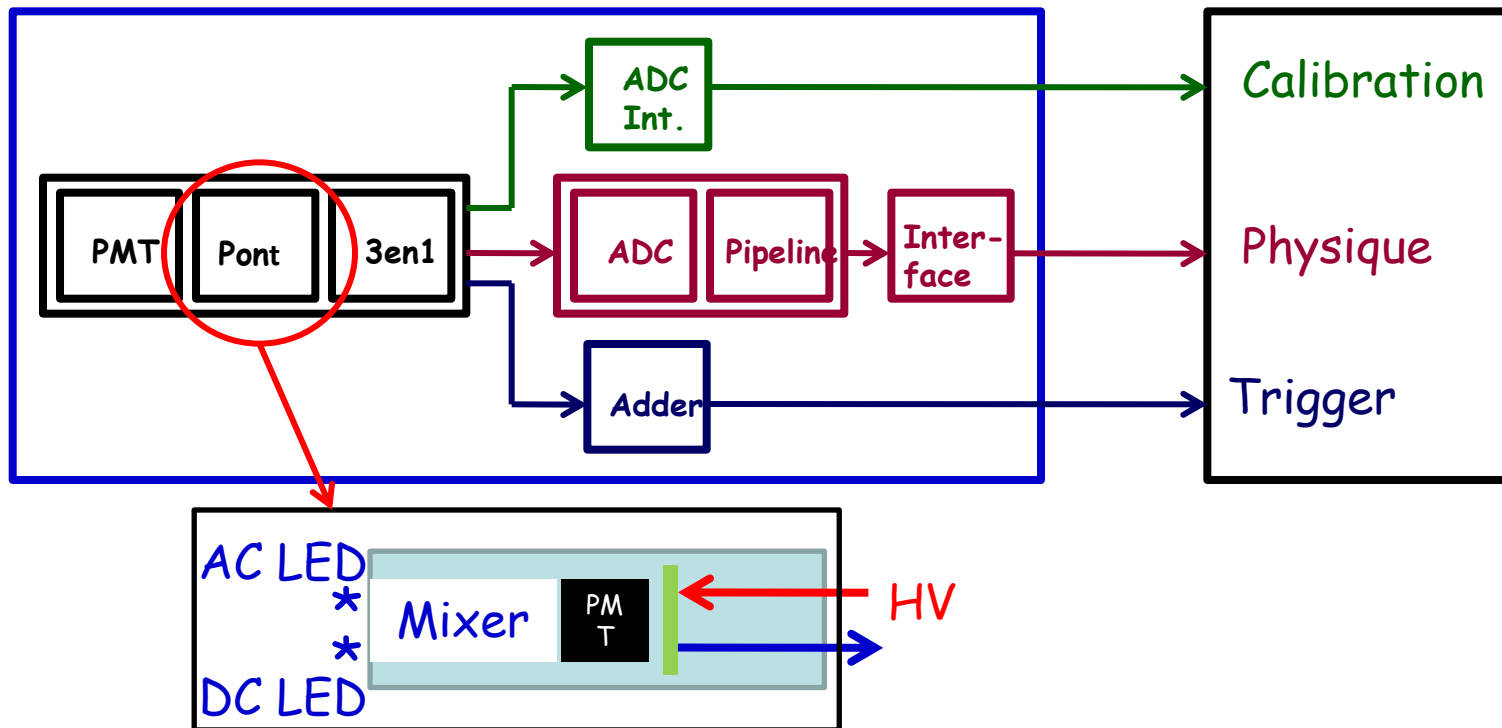 ADC
Int.
Calibration
PMT
Pont
3en1
ADC
Pipeline
Inter-
face
Physique
Adder
Trigger
AC LED
*
Mixer
PM
T
HV
*
DC LED